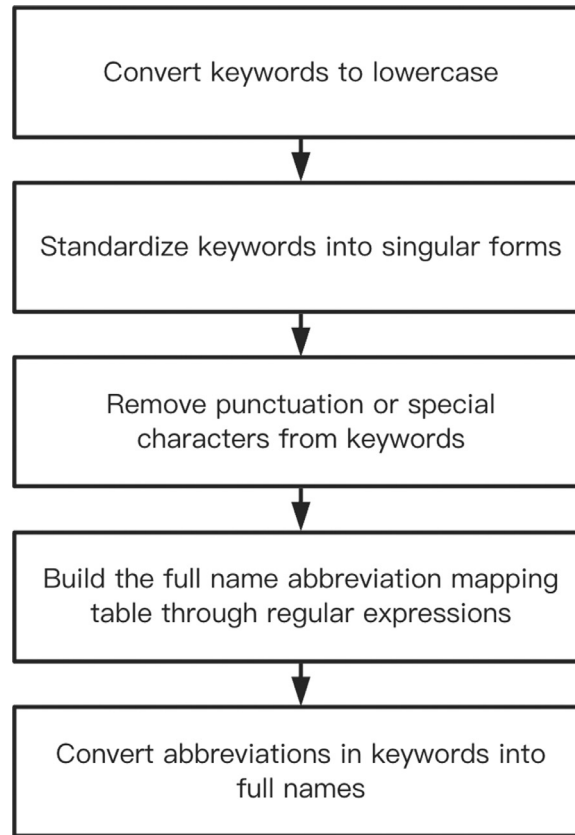 Convert keywords to lowercase
Standardize keywords into singular forms
Remove punctuation or special
characters from keywords
Build the full name abbreviation mapping
table through regular expressions
Convert abbreviations in keywords into
full names